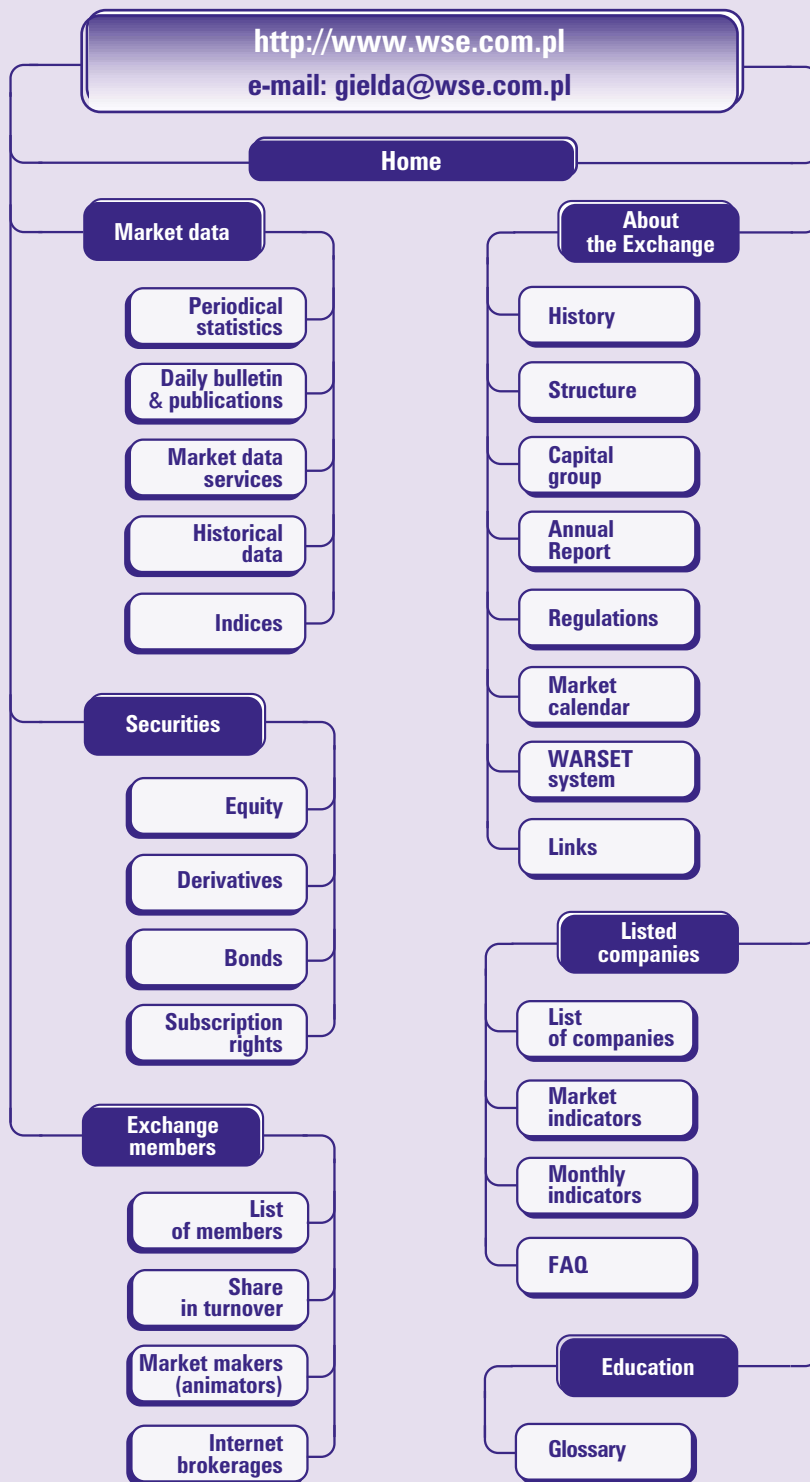 http://www.wse.com.pl
e-mail: gielda@wse.com.pl
Home
Market data
Periodical
statistics
Daily bulletin
& publications
Market data
services
Historical
data
Indices
Securities
Equity
Derivatives
Bonds
Subscription
rights
Exchange
members
List
of members
Share
in turnover
Market makers
(animators)
Internet
brokerages
About
the Exchange
History
Structure
Capital
group
Annual
Report
Regulations
Market
calendar
WARSET
system
Links
Listed
companies
List
of companies
Market
indicators
Monthly
indicators
FAQ
Education
Glossary